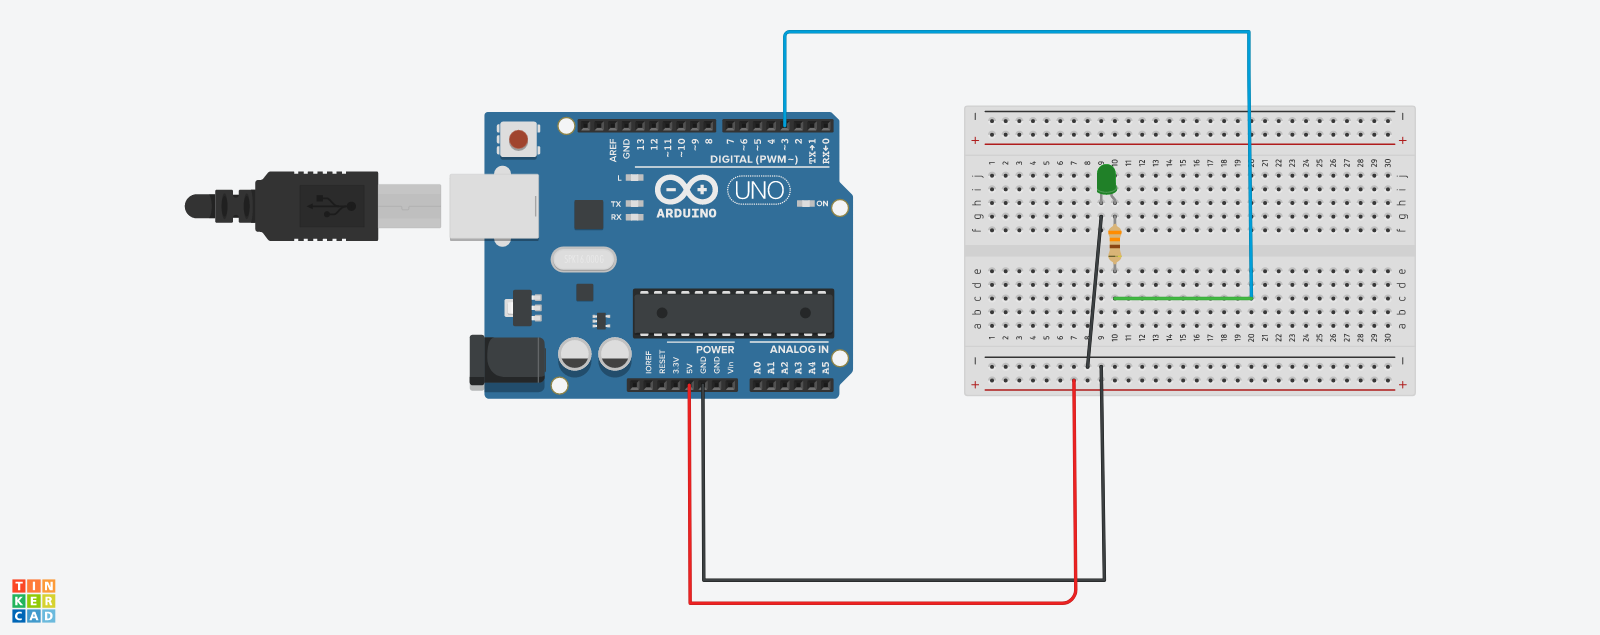 AREF
GND
13
12
~11
~10
~9
8
7
~6
~5
4
~3
2
TX→1
RX←0
DIGITAL (PWM~)
L
TX
RX
ARDUINO
UNO
ON
IOREF
RESET
3.3V
5V
GND
GND
Vin
POWER
ANALOG IN
A0
A1
A2
A3
A4
A5
1 2 3 4 5 6 7 8 9 10 11 12 13 14 15 16 17 18 19 20 21 22 23 24 25 26 27 28 29 30
j
i
h
g
f
e
d
c
b
a
j
i
h
g
f
e
d
c
b
a
1 2 3 4 5 6 7 8 9 10 11 12 13 14 15 16 17 18 19 20 21 22 23 24 25 26 27 28 29 30
TIN
KER
CAD